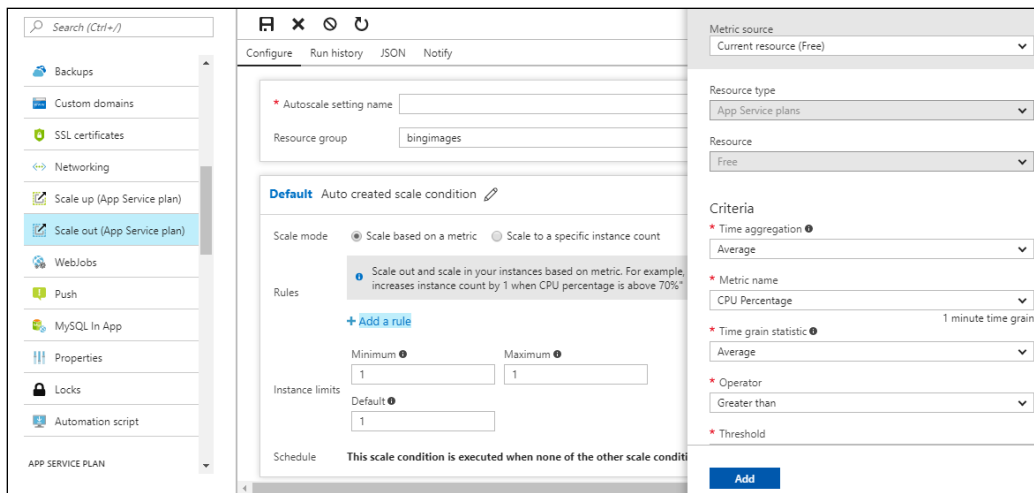 Search (Ctrl+/)
Backups
Custom domains
SSL certificates
Networking
Scale up (App Service plan)
Scale out (App Service plan)
WebJobs
Push
MySQL In App
Properties
Locks
Automation script
APP SERVICE PLAN
Configure Run history JSON Notify
* Autoscale setting name
Resource group bingimages
Default Auto created scale condition
Scale mode Scale based on a metric Scale to a specific instance count
Rules
Scale out and scale in your instances based on metric. For example,
increases instance count by 1 when CPU percentage is above 70%"
+ Add a rule
Instance limits
Minimum Maximum
1 1
Default
1
Schedule This scale condition is executed when none of the other scale conditi
Metric source
Current resource (Free)
Resource type
App Service plans
Resource
Free
Criteria
* Time aggregation
Average
* Metric name
CPU Percentage
1 minute time grain
* Time grain statistic
Average
* Operator
Greater than
* Threshold
Add